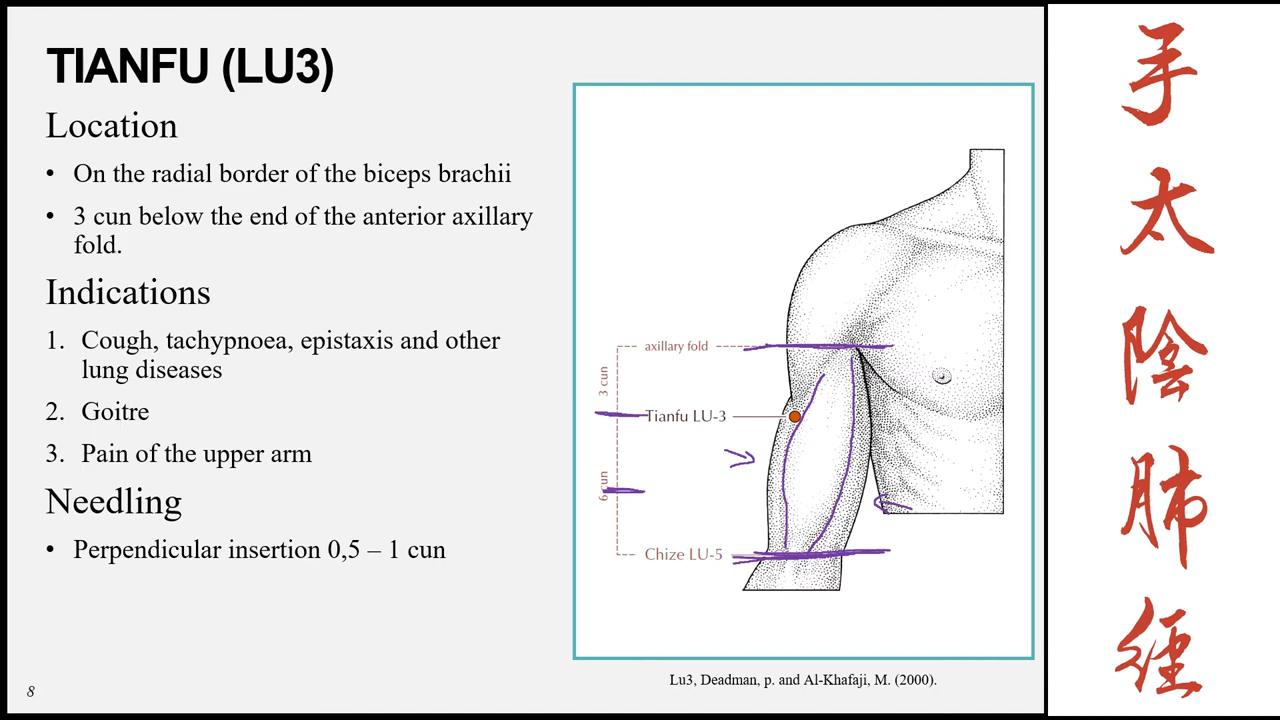 TIANFU (LU3)
Location
• On the radial border of the biceps brachii
• 3 cun below the end of the anterior axillary
fold.
Indications
1. Cough, tachypnoea, epistaxis and other
lung diseases
2. Goitre
3. Pain of the upper arm
Needling
• Perpendicular insertion 0,5 – 1 cun
8
axillary fold
3 cun
Tianfu LU-3
6 cun
Chize LU-5
Lu3, Deadman, p. and Al-Khafaji, M. (2000).
手
太
陰
肺
經